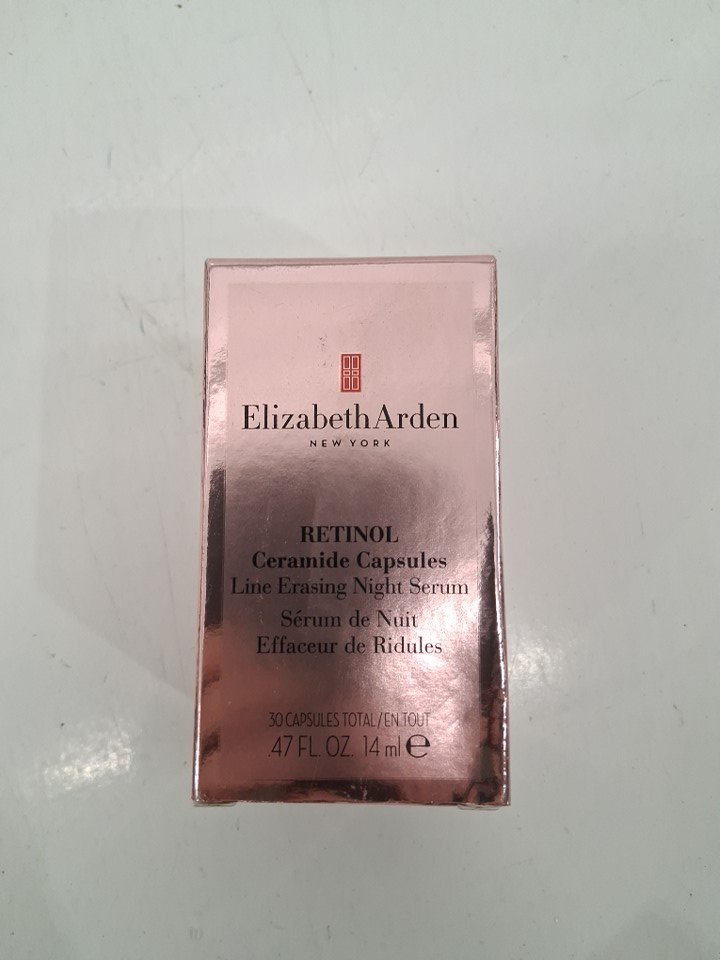 Elizabeth Arden
NEW YORK
RETINOL
Ceramide Capsules
Line Erasing Night Serum
Sérum de Nuit
Effaceur de Ridules
30 CAPSULES TOTAL/EN TOUT
.47 FL. OZ. 14 ml ℮